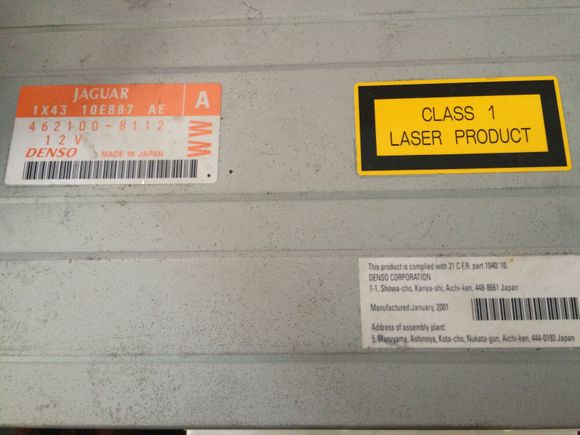 JAGUAR
1X43 10E887 AE
462100-8112
12V
DENSO MADE IN JAPAN
A
WW
CLASS 1
LASER PRODUCT
This product is complied with 21 C.F.R. part 1040. 10.
DENSO CORPORATION
1-1, Showa-cho, Kariya-shi, Aichi-ken, 448-8661 Japan
Manufactured:January, 2001
Address of assembly plant:
5, Maruyama, Ashinoya, Kota-cho, Nukata-gun, Aichi-ken, 444-0193 Japan